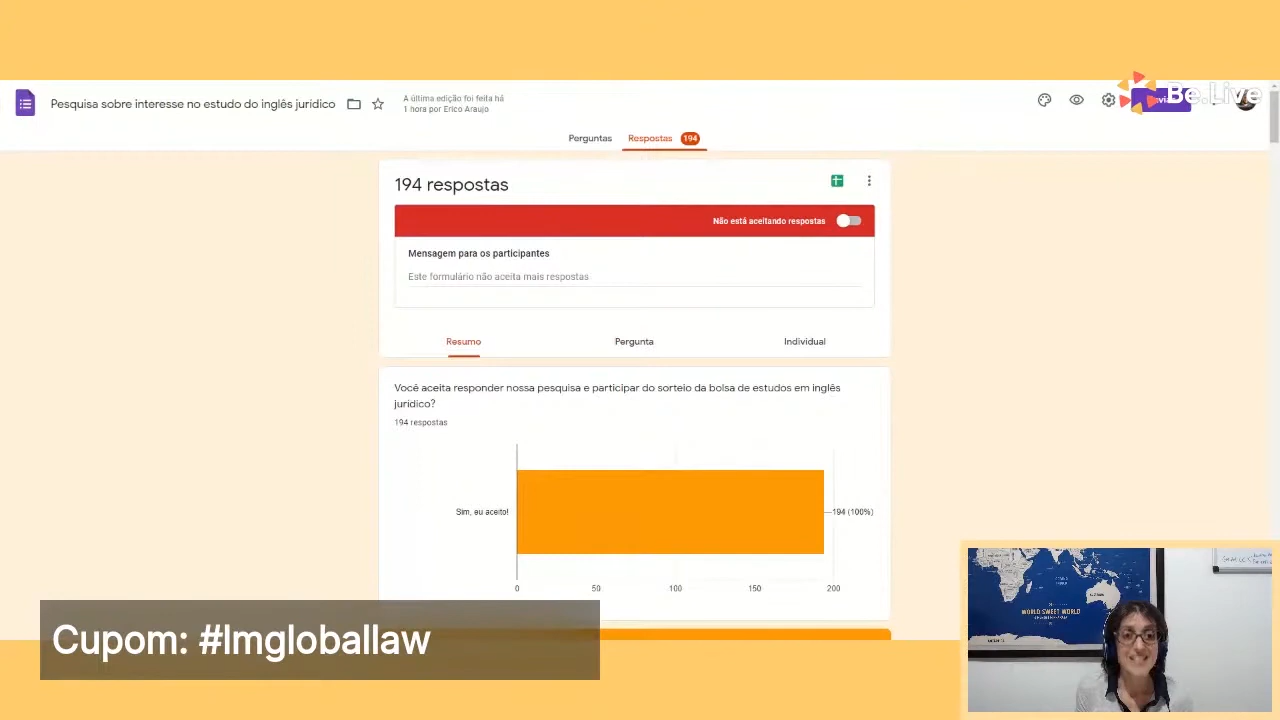 Pesquisa sobre interesse no estudo do inglês jurídico
A última edição foi feita há
1 hora por Erico Araujo
Be.Live
Perguntas Respostas 194
194 respostas
Não está aceitando respostas
Mensagem para os participantes
Este formulário não aceita mais respostas
Resumo Pergunta Individual
Você aceita responder nossa pesquisa e participar do sorteio da bolsa de estudos em inglês
jurídico?
194 respostas
Sim, eu aceito! 194 (100%)
0 50 100 150 200
WORLD SWEET WORLD
Cupom: #lmgloballaw